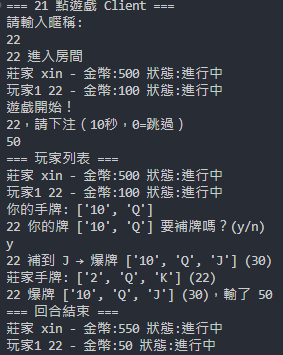 === 21 點遊戲 Client ===
請輸入暱稱:
22
22 進入房間
莊家 xin - 金幣:500 狀態:進行中
玩家1 22 - 金幣:100 狀態:進行中
遊戲開始！
22，請下注（10秒，0=跳過）
50
=== 玩家列表 ===
莊家 xin - 金幣:500 狀態:進行中
玩家1 22 - 金幣:100 狀態:進行中
你的手牌: ['10', 'Q']
22 你的牌 ['10', 'Q'] 要補牌嗎？(y/n)
y
22 補到 J → 爆牌 ['10', 'Q', 'J'] (30)
莊家手牌: ['2', 'Q', 'K'] (22)
22 爆牌 ['10', 'Q', 'J'] (30)，輸了 50
=== 回合結束 ===
莊家 xin - 金幣:550 狀態:進行中
玩家1 22 - 金幣:50 狀態:進行中